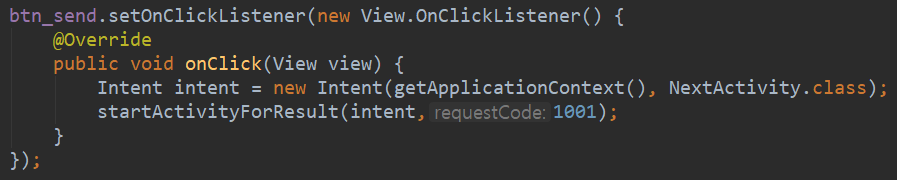 btn_send.setOnClickListener(new View.OnClickListener() {
    @Override
    public void onClick(View view) {
        Intent intent = new Intent(getApplicationContext(), NextActivity.class);
        startActivityForResult(intent, requestCode: 1001);
    }
});